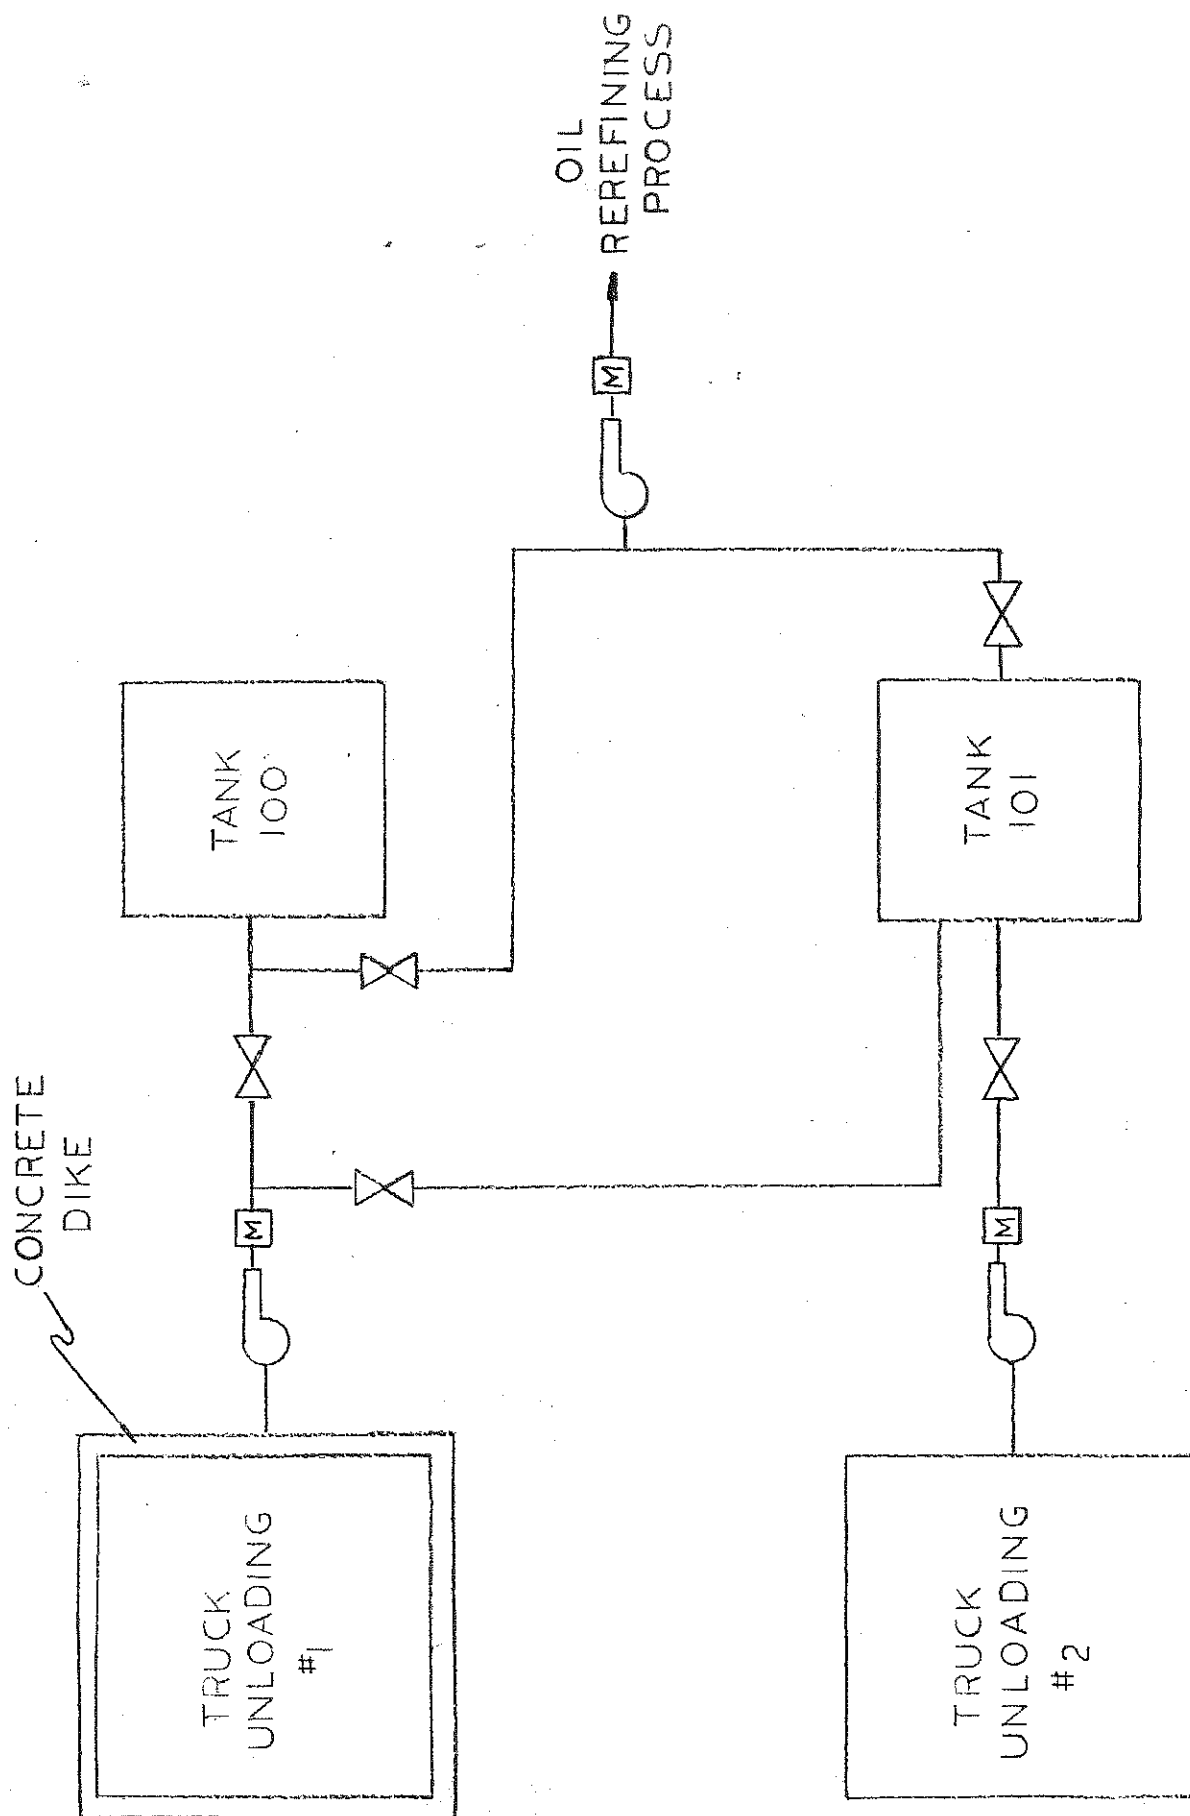 CONCRETE
DIKE
TRUCK
UNLOADING
#1
M
TANK
100
TRUCK
UNLOADING
#2
M
TANK
101
M
OIL
REREFINING
PROCESS